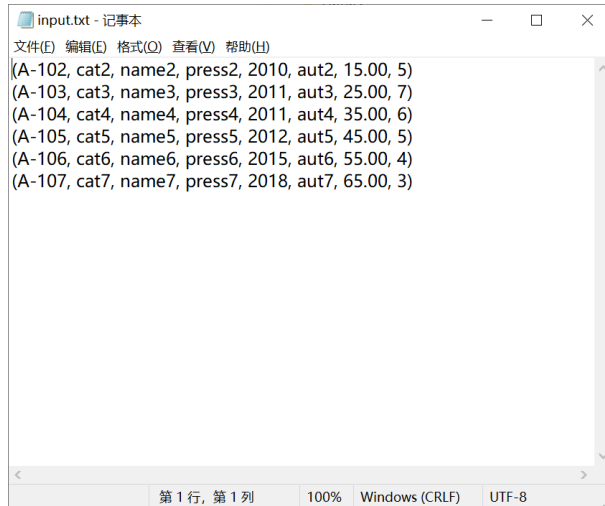 input.txt - 记事本
文件(F) 编辑(E) 格式(O) 查看(V) 帮助(H)
(A-102, cat2, name2, press2, 2010, aut2, 15.00, 5)
(A-103, cat3, name3, press3, 2011, aut3, 25.00, 7)
(A-104, cat4, name4, press4, 2011, aut4, 35.00, 6)
(A-105, cat5, name5, press5, 2012, aut5, 45.00, 5)
(A-106, cat6, name6, press6, 2015, aut6, 55.00, 4)
(A-107, cat7, name7, press7, 2018, aut7, 65.00, 3)
第 1 行，第 1 列 100% Windows (CRLF) UTF-8